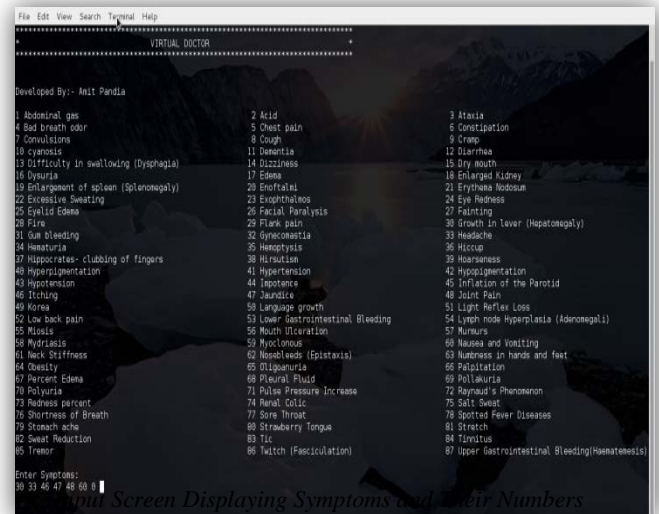 File Edit View Search Terminal Help
* VIRTUAL DOCTOR *
Developed By:- Amit Pandia
1 Abdominal gas 2 Acid 3 Ataxia
4 Bad breath odor 5 Chest pain 6 Constipation
7 Convulsions 8 Cough 9 Cramp
10 cyanosis 11 Dementia 12 Diarrhea
13 Difficulty in swallowing (Dysphagia) 14 Dizziness 15 Dry mouth
16 Dysuria 17 Edema 18 Enlarged Kidney
19 Enlargement of spleen (Splenomegaly) 20 Enoftalmi 21 Erythema Nodosum
22 Excessive Sweating 23 Exophthalmos 24 Eye Redness
25 Eyelid Edema 26 Facial Paralysis 27 Fainting
28 Fire 29 Flank pain 30 Growth in lever (Hepatomegaly)
31 Gum bleeding 32 Gynecomastia 33 Headache
34 Hematuria 35 Hemoptysis 36 Hiccup
37 Hippocrates- clubbing of fingers 38 Hirsutism 39 Hoarseness
40 Hyperpigmentation 41 Hypertension 42 Hypopigmentation
43 Hypotension 44 Impotence 45 Inflation of the Parotid
46 Itching 47 Jaundice 48 Joint Pain
49 Korea 50 Language growth 51 Light Reflex Loss
52 Low back pain 53 Lower Gastrointestinal Bleeding 54 Lymph node Hyperplasia (Adenomegali)
55 Miosis 56 Mouth Ulceration 57 Murmurs
58 Mydriasis 59 Myoclonous 60 Nausea and Vomiting
61 Neck Stiffness 62 Nosebleeds (Epistaxis) 63 Numbness in hands and feet
64 Obesity 65 Oligoanuria 66 Palpitation
67 Percent Edema 68 Pleural Fluid 69 Pollakuria
70 Polyuria 71 Pulse Pressure Increase 72 Raynaud's Phenomenon
73 Redness percent 74 Renal Colic 75 Salt Sweat
76 Shortness of Breath 77 Sore Throat 78 Spotted Fever Diseases
79 Stomach ache 80 Strawberry Tongue 81 Stretch
82 Sweat Reduction 83 Tic 84 Tinnitus
85 Tremor 86 Twitch (Fasciculation) 87 Upper Gastrointestinal Bleeding(Haematemesis)
Enter Symptoms:
30 33 46 47 48 60 0
Screen Displaying Symptoms and Their Numbers